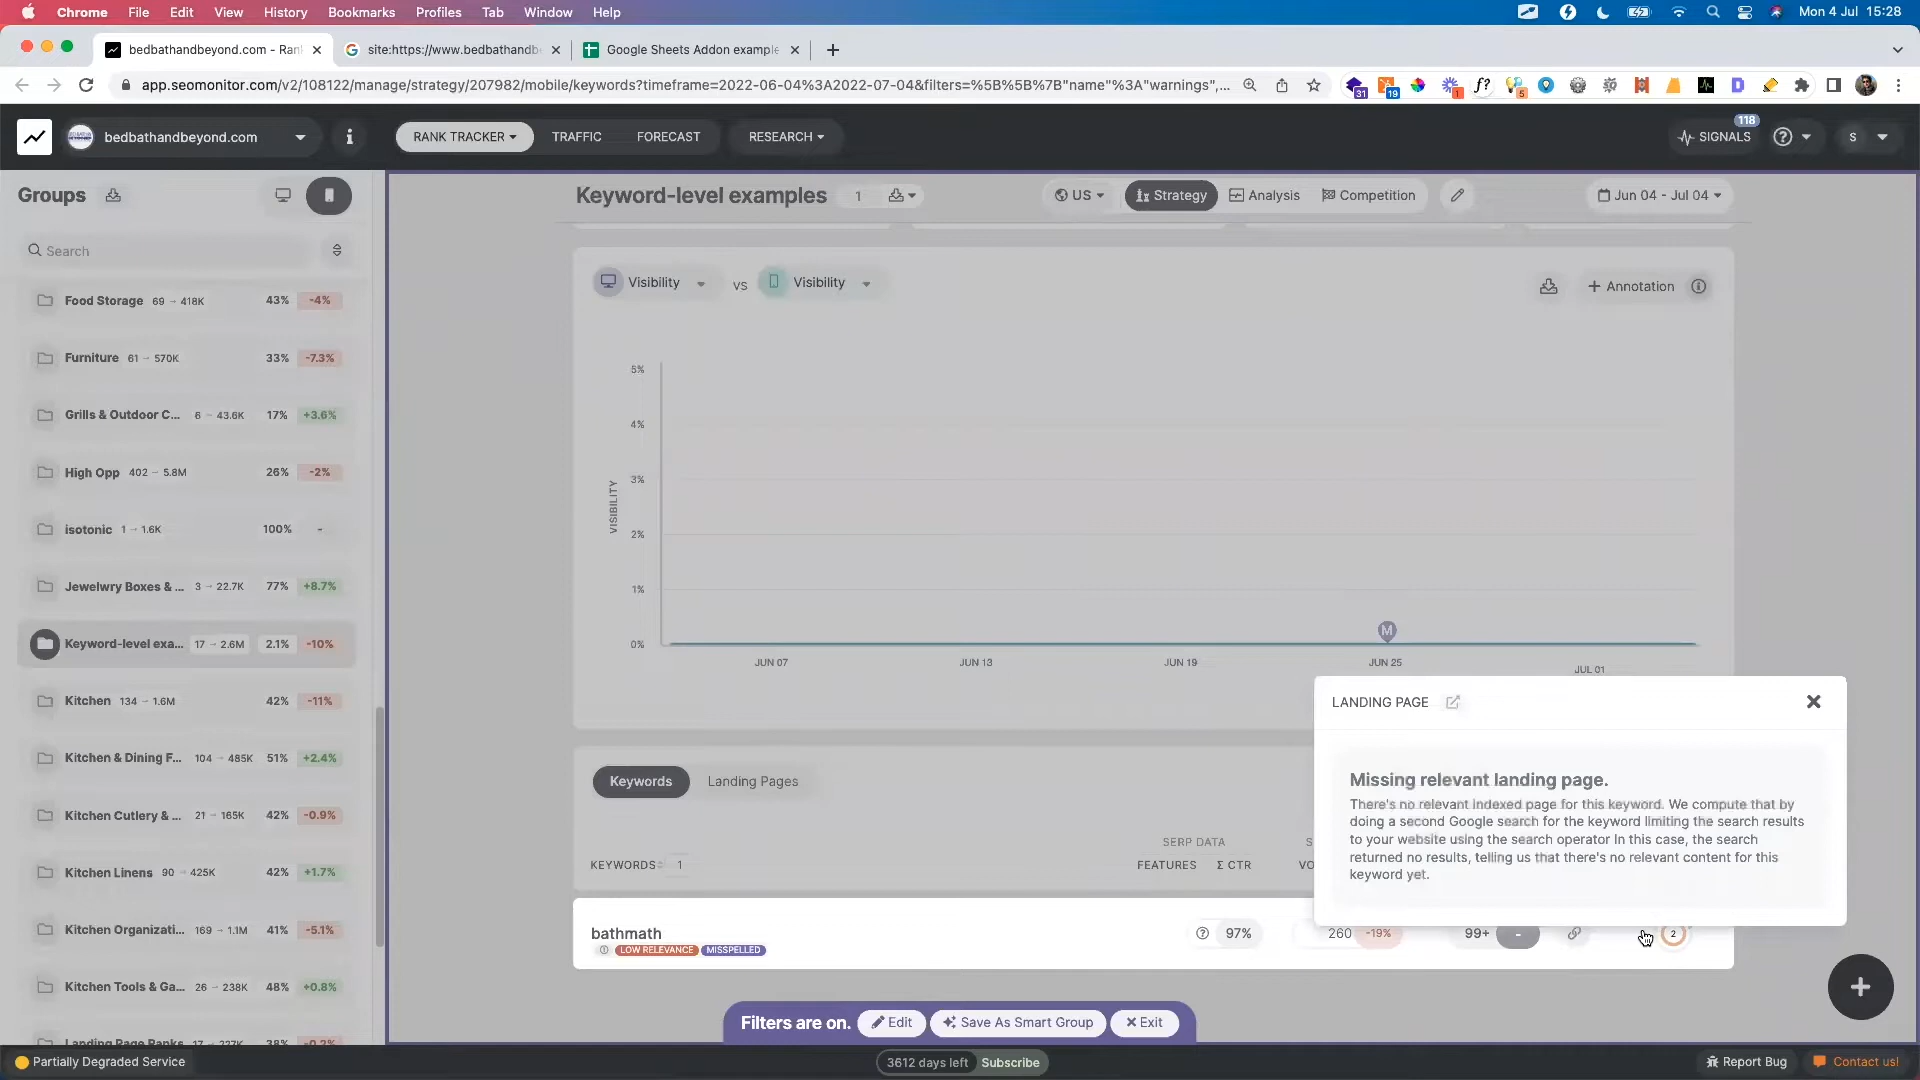 Chrome File Edit View History Bookmarks Profiles Tab Window Help
Mon 4 Jul 15:28
bedbathandbeyond.com - Ran
site:https://www.bedbathandb
Google Sheets Addon example
app.seomonitor.com/v2/108122/manage/strategy/207982/mobile/keywords?timeframe=2022-06-04%3A2022-07-04&filters=%5B%5B%7B"name"%3A"warnings",...
31 19 1 f? 5
bedbathandbeyond.com
RANK TRACKER TRAFFIC FORECAST RESEARCH
118
SIGNALS
S
Groups
Search
Food Storage 69 418K 43% -4%
Furniture 61 570K 33% -7.3%
Grills & Outdoor C... 6 43.6K 17% +3.6%
High Opp 402 5.8M 26% -2%
isotonic 1 1.6K 100% -
Jewelwry Boxes & ... 3 22.7K 77% +8.7%
Keyword-level exa... 17 2.6M 2.1% -10%
Kitchen 134 1.6M 42% -11%
Kitchen & Dining F... 104 485K 51% +2.4%
Kitchen Cutlery & ... 21 165K 42% -0.9%
Kitchen Linens 90 425K 42% +1.7%
Kitchen Organizati... 169 1.1M 41% -5.1%
Kitchen Tools & Ga... 26 238K 48% +0.8%
Landing Page Ranks 17 227K 38% -0.2%
Keyword-level examples 1
US Strategy Analysis Competition
Jun 04 - Jul 04
Visibility vs Visibility
+ Annotation
VISIBILITY
5%
4%
3%
2%
1%
0%
M
JUN 07 JUN 13 JUN 19 JUN 25 JUL 01
Keywords Landing Pages
SERP DATA
KEYWORDS 1
FEATURES Σ CTR
LANDING PAGE
Missing relevant landing page.
There's no relevant indexed page for this keyword. We compute that by
doing a second Google search for the keyword limiting the search results
to your website using the search operator In this case, the search
returned no results, telling us that there's no relevant content for this
keyword yet.
bathmath
LOW RELEVANCE MISSPELLED
97% 260 -19% 99+ - 2
Filters are on. Edit Save As Smart Group Exit
Partially Degraded Service
3612 days left Subscribe
Report Bug Contact us!